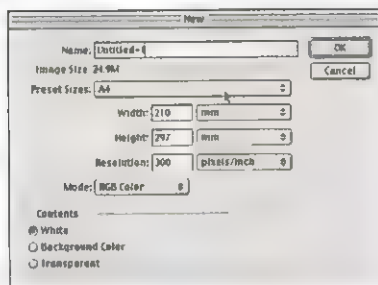 New
Name: Untitled-1 OK
Image Size: 24.9M Cancel
Preset Sizes: A4
Width: 210 mm
Height: 297 mm
Resolution: 300 pixels/inch
Mode: RGB Color
Contents
White
Background Color
Transparent